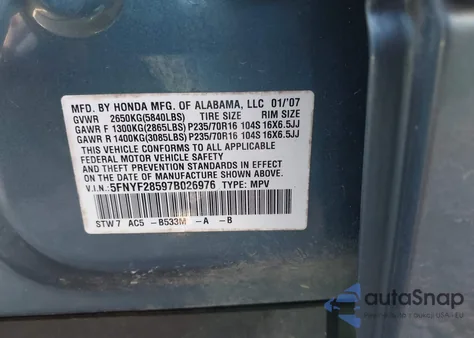 MFD. BY HONDA MFG. OF ALABAMA, LLC 01/'07
GVWR 2650KG(5840LBS) TIRE SIZE RIM SIZE
GAWR F 1300KG(2865LBS) P235/70R16 104S 16X6.5JJ
GAWR R 1400KG(3085LBS) P235/70R16 104S 16X6.5JJ
THIS VEHICLE CONFORMS TO ALL APPLICABLE
FEDERAL MOTOR VEHICLE SAFETY
AND THEFT PREVENTION STANDARDS IN EFFECT ON
THE DATE OF MANUFACTURE SHOWN ABOVE.
V.I.N.: 5FNYF28597B026976 TYPE: MPV
STW7 AC5 -B533M -A -B
autoSnap